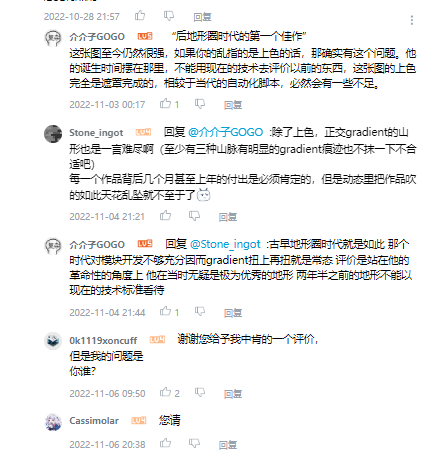 2022-10-28 21:57 回复
介介子GOGO LV5 “后地形圈时代的第一个佳作”
这张图至今仍然很强，如果你的乱指的是上色的话，那确实有这个问题。他
的诞生时间摆在那里，不能用现在的技术去评价以前的东西，这张图的上色
完全是遮罩完成的，相较于当代的自动化脚本，必然会有一些不足。
2022-11-03 00:17 1 回复
Stone_ingot LV4 回复 @介介子GOGO :除了上色，正交gradient的山
形也是一言难尽啊（至少有三种山脉有明显的gradient痕迹也不抹一下不合
适吧）
每一个作品背后几个月甚至上年的付出是必须肯定的，但是动态里把作品吹
的如此天花乱坠就不至于了
2022-11-04 21:21 回复
介介子GOGO LV5 回复 @Stone_ingot :古早地形圈时代就是如此 那个
时代对模块开发不够充分因而gradient扭上再扭就是常态 评价是站在他的
革命性的角度上 他在当时无疑是极为优秀的地形 两年半之前的地形不能以
现在的技术标准看待
2022-11-04 21:44 1 回复
0k1119xoncuff LV4 谢谢您给予我中肯的一个评价，
但是我的问题是
你谁？
2022-11-06 09:50 2 回复
Cassimolar LV4 您请
2022-11-06 20:38 回复